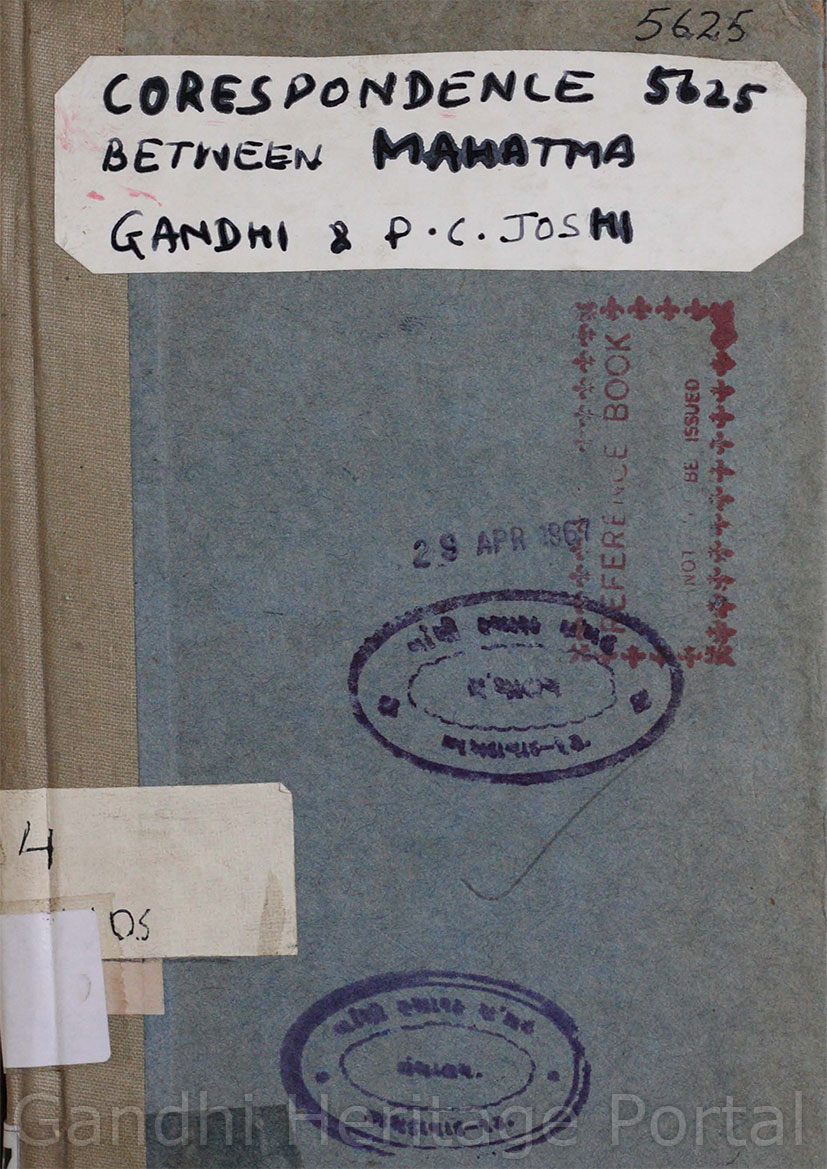 5625
CORESPONDENCE 5625
BETWEEN MAHATMA
GANDHI & P.C. JOSHI
REFERENCE BOOK
NOT BE ISSUED
29 APR 1967
4
DS
Gandhi Heritage Portal